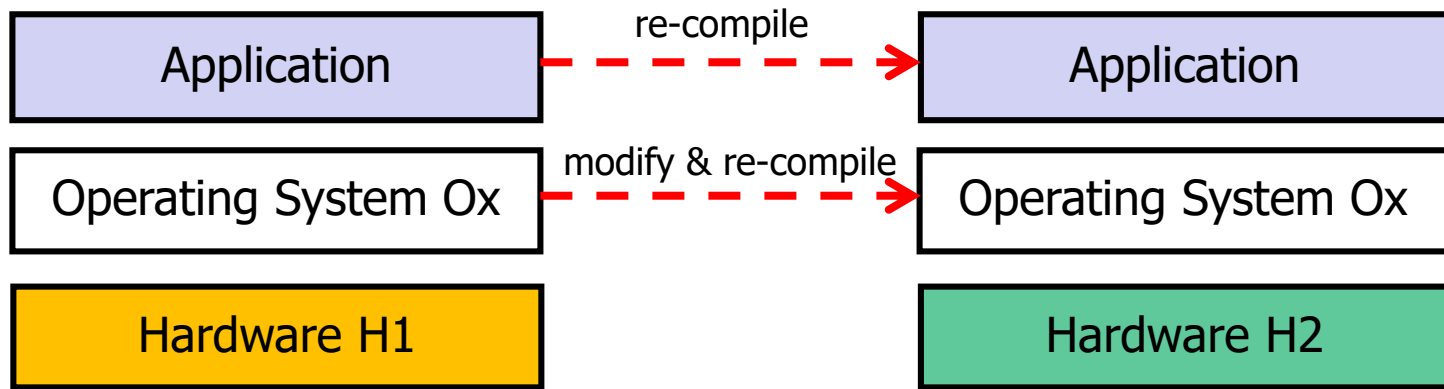 re-compile
Application
Application
modify & re-compile
Operating System Ox
Operating System Ox
Hardware H1
Hardware H2